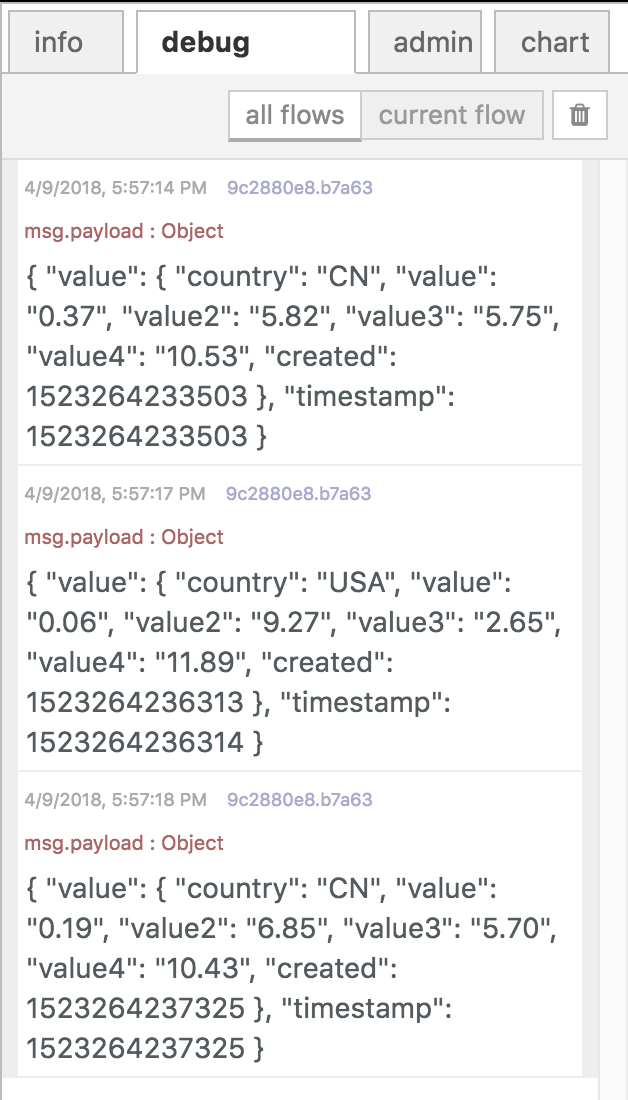 info debug admin chart
all flows current flow
4/9/2018, 5:57:14 PM 9c2880e8.b7a63
msg.payload : Object
{ "value": { "country": "CN", "value":
"0.37", "value2": "5.82", "value3": "5.75",
"value4": "10.53", "created":
1523264233503 }, "timestamp":
1523264233503 }
4/9/2018, 5:57:17 PM 9c2880e8.b7a63
msg.payload : Object
{ "value": { "country": "USA", "value":
"0.06", "value2": "9.27", "value3": "2.65",
"value4": "11.89", "created":
1523264236313 }, "timestamp":
1523264236314 }
4/9/2018, 5:57:18 PM 9c2880e8.b7a63
msg.payload : Object
{ "value": { "country": "CN", "value":
"0.19", "value2": "6.85", "value3": "5.70",
"value4": "10.43", "created":
1523264237325 }, "timestamp":
1523264237325 }